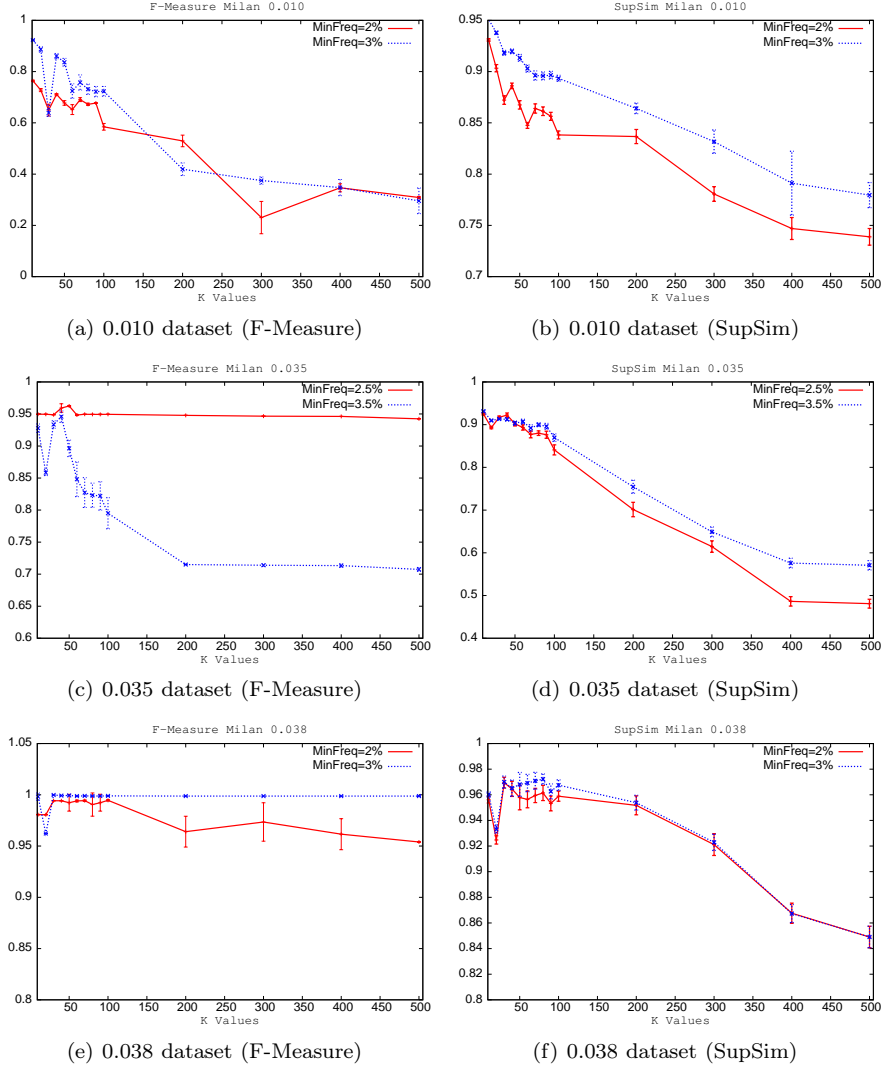 F-Measure Milan 0.010
MinFreq=2%
MinFreq=3%
1
0.8
0.6
0.4
0.2
0
50 100 150 200 250 300 350 400 450 500
K Values
(a) 0.010 dataset (F-Measure)
SupSim Milan 0.010
MinFreq=2%
MinFreq=3%
0.95
0.9
0.85
0.8
0.75
0.7
50 100 150 200 250 300 350 400 450 500
K Values
(b) 0.010 dataset (SupSim)
F-Measure Milan 0.035
MinFreq=2.5%
MinFreq=3.5%
1
0.95
0.9
0.85
0.8
0.75
0.7
0.65
0.6
50 100 150 200 250 300 350 400 450 500
K Values
(c) 0.035 dataset (F-Measure)
SupSim Milan 0.035
MinFreq=2.5%
MinFreq=3.5%
1
0.9
0.8
0.7
0.6
0.5
0.4
50 100 150 200 250 300 350 400 450 500
K Values
(d) 0.035 dataset (SupSim)
F-Measure Milan 0.038
MinFreq=2%
MinFreq=3%
1.05
1
0.95
0.9
0.85
0.8
50 100 150 200 250 300 350 400 450 500
K Values
(e) 0.038 dataset (F-Measure)
SupSim Milan 0.038
MinFreq=2%
MinFreq=3%
1
0.98
0.96
0.94
0.92
0.9
0.88
0.86
0.84
0.82
0.8
50 100 150 200 250 300 350 400 450 500
K Values
(f) 0.038 dataset (SupSim)